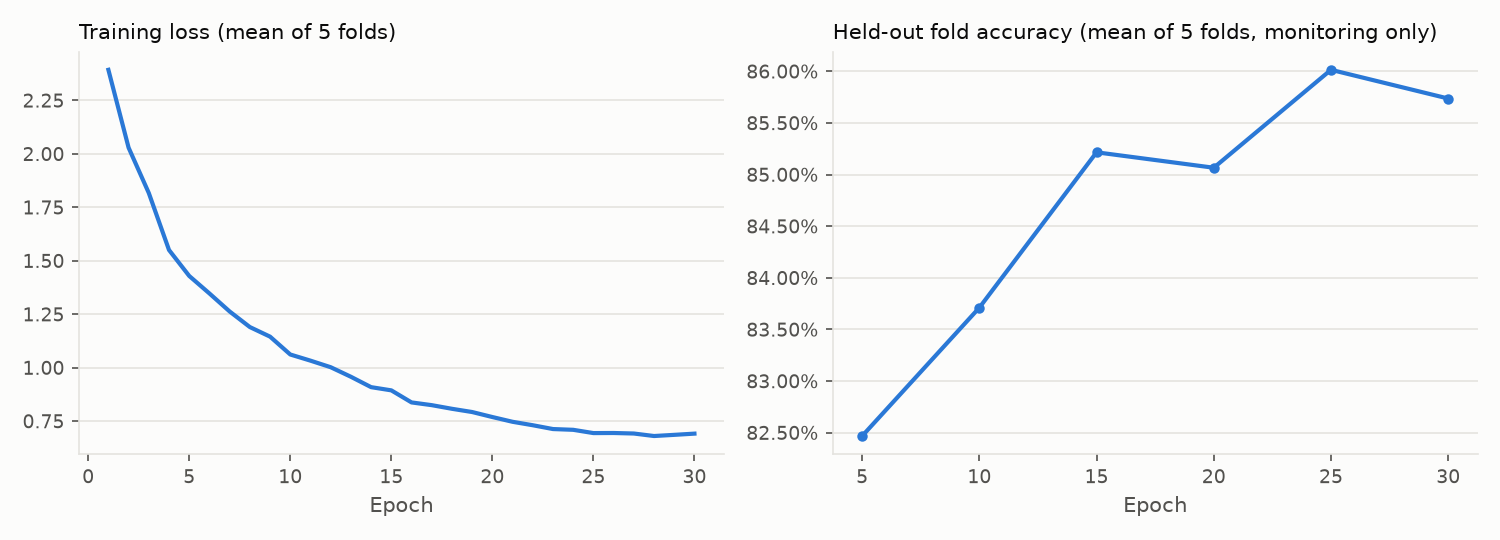 Training loss (mean of 5 folds)
2.25
2.00
1.75
1.50
1.25
1.00
0.75
0 5 10 15 20 25 30
Epoch
Held-out fold accuracy (mean of 5 folds, monitoring only)
86.00%
85.50%
85.00%
84.50%
84.00%
83.50%
83.00%
82.50%
5 10 15 20 25 30
Epoch